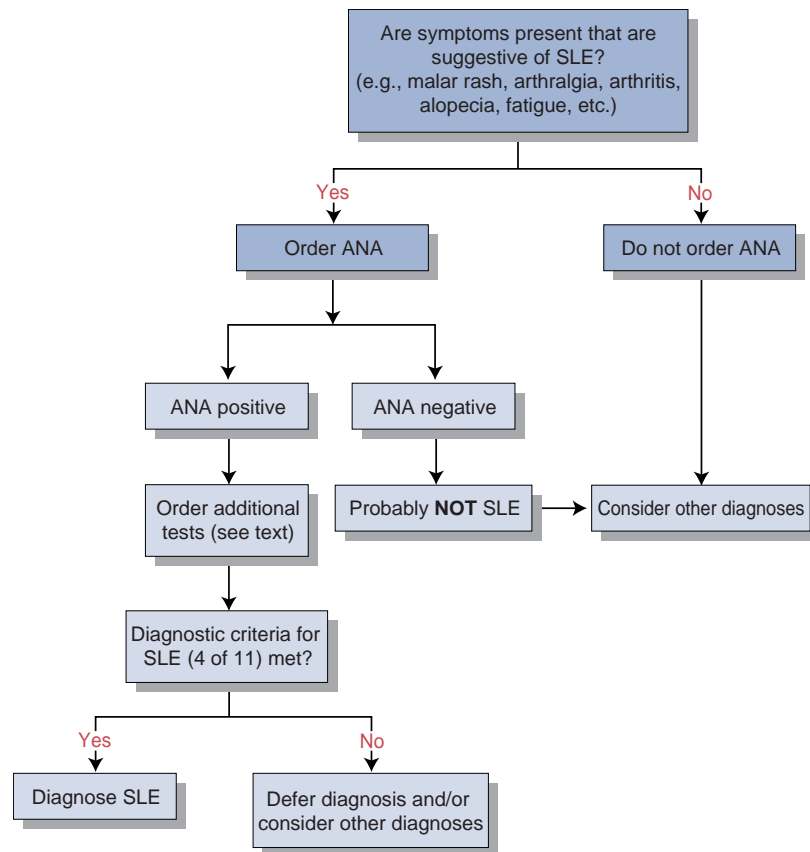 Are symptoms present that are
suggestive of SLE?
(e.g., malar rash, arthralgia, arthritis,
alopecia, fatigue, etc.)
Yes
No
Order ANA
Do not order ANA
ANA positive
ANA negative
Order additional
tests (see text)
Probably NOT SLE
Consider other diagnoses
Diagnostic criteria for
SLE (4 of 11) met?
Yes
No
Diagnose SLE
Defer diagnosis and/or
consider other diagnoses